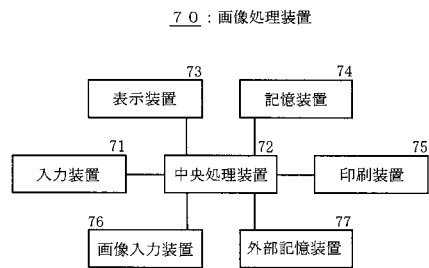 ７０：画像処理装置
73
表示装置
74
記憶装置
71
入力装置
72
中央処理装置
75
印刷装置
76
画像入力装置
77
外部記憶装置